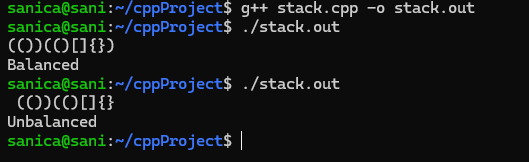 sanica@sani:~/cppProject$ g++ stack.cpp -o stack.out
sanica@sani:~/cppProject$ ./stack.out
(())(()[]{})
Balanced
sanica@sani:~/cppProject$ ./stack.out
 (())(()[]{}
Unbalanced
sanica@sani:~/cppProject$